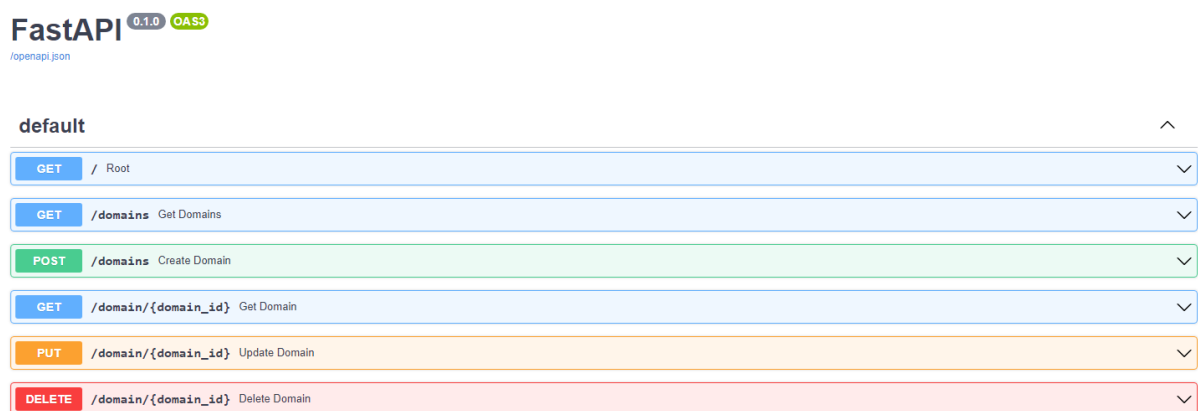 FastAPI 0.1.0 OAS3
/openapi.json
default
GET / Root
GET /domains Get Domains
POST /domains Create Domain
GET /domain/{domain_id} Get Domain
PUT /domain/{domain_id} Update Domain
DELETE /domain/{domain_id} Delete Domain